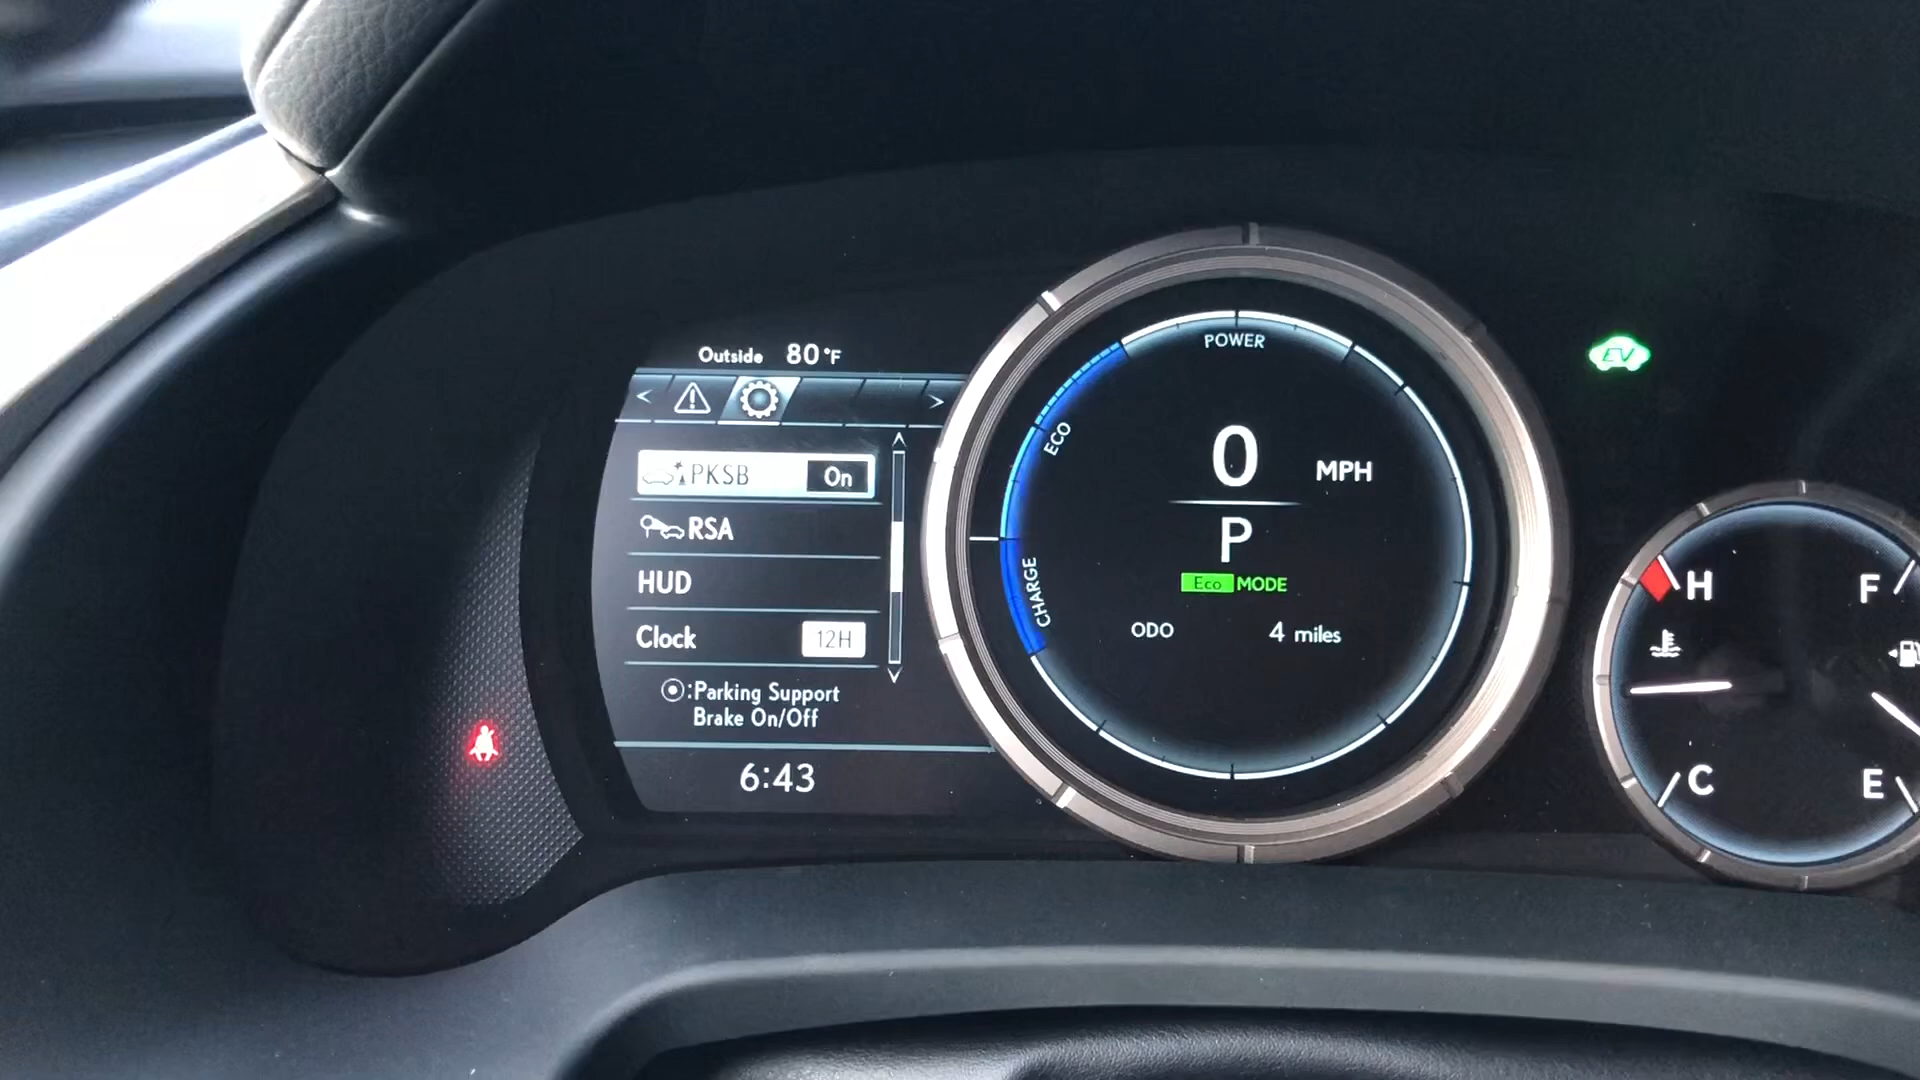 Outside 80°F
PKSB On
RSA
HUD
Clock 12H
:Parking Support
Brake On/Off
6:43
POWER
ECO
CHARGE
0 MPH
P
Eco MODE
ODO 4 miles
EV
H
C
F
E